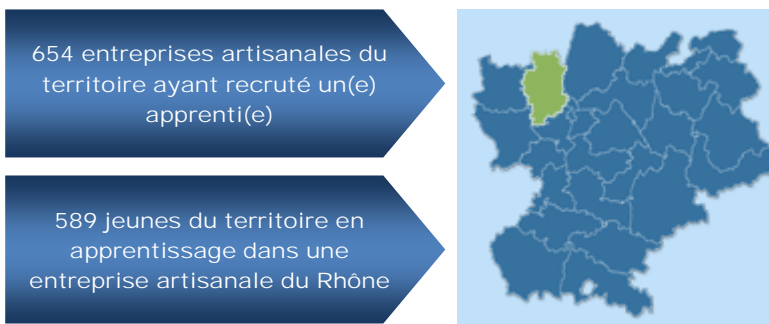 654 entreprises artisanales du
territoire ayant recruté un(e)
apprenti(e)
589 jeunes du territoire en
apprentissage dans une
entreprise artisanale du Rhône